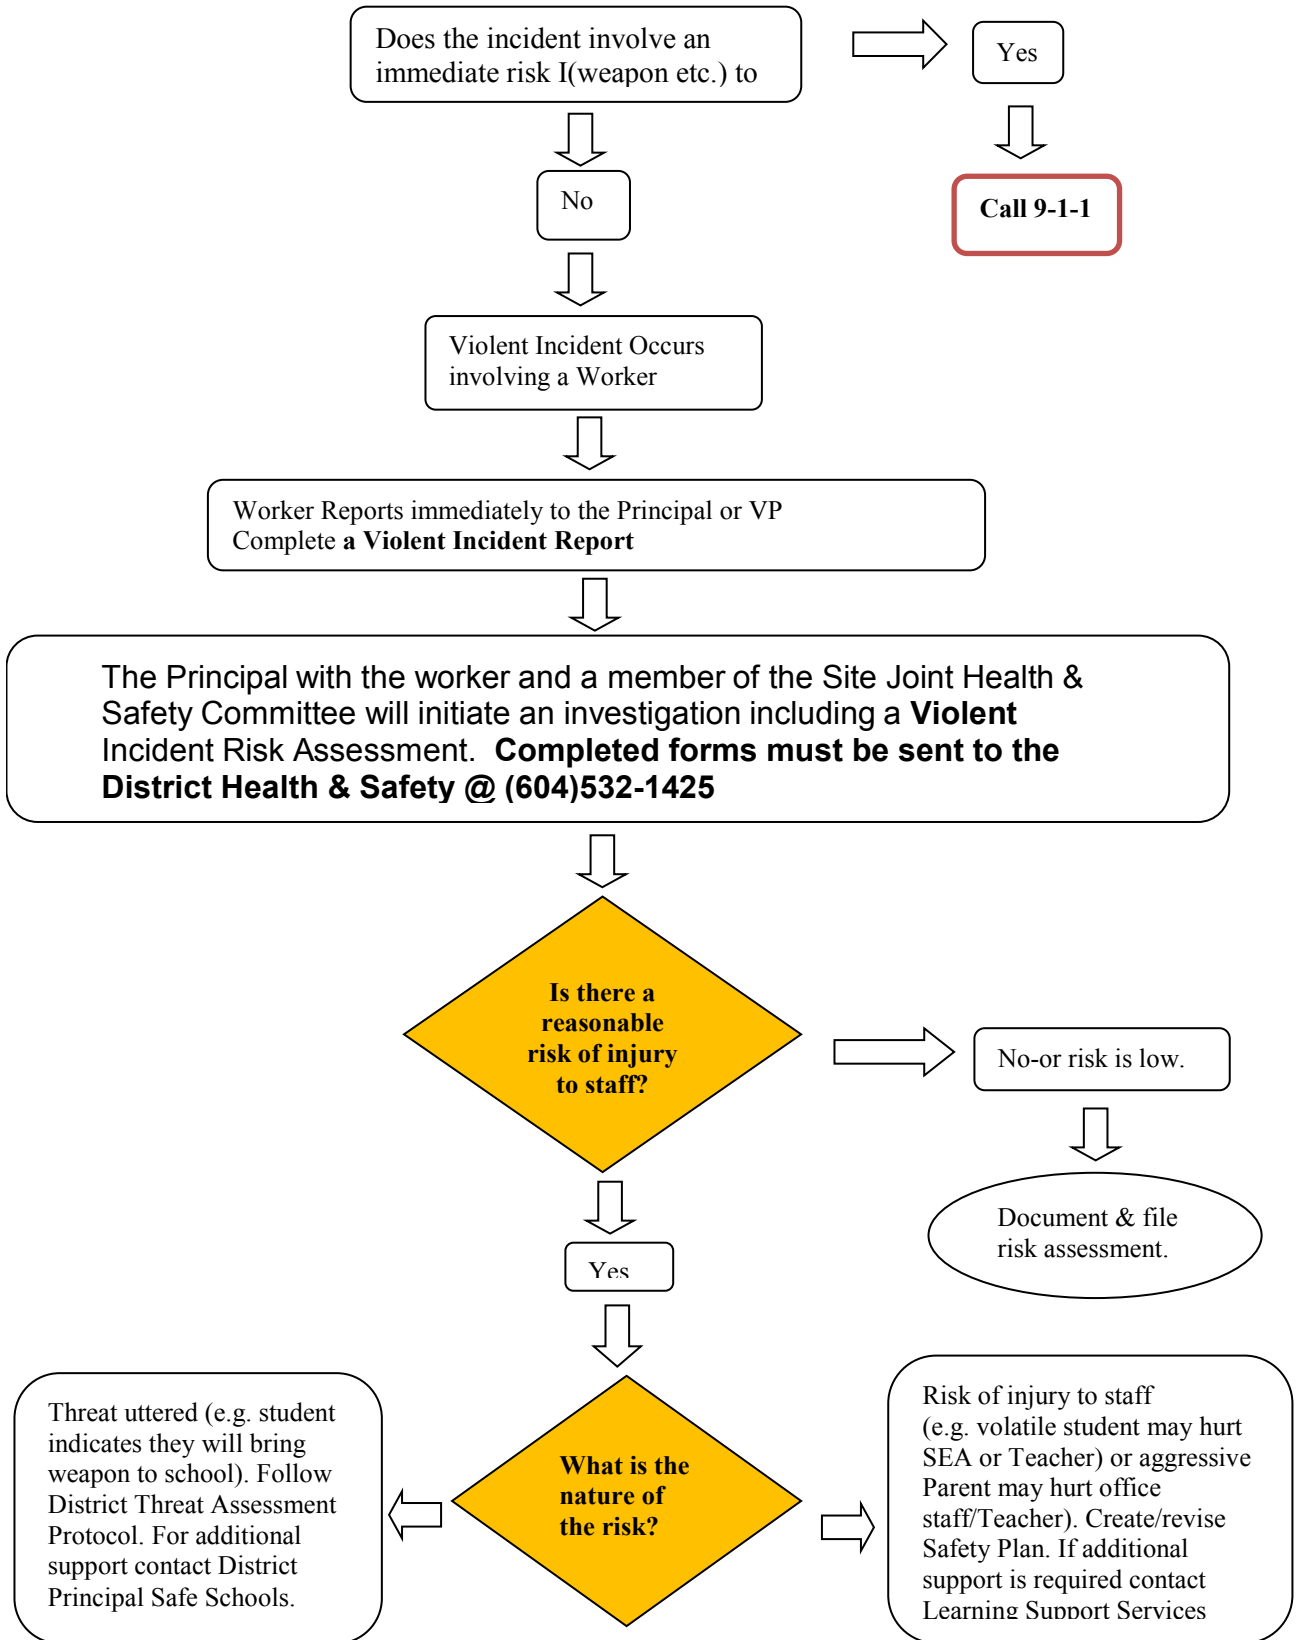 Does the incident involve an
immediate risk I(weapon etc.) to
Yes
Call 9-1-1
No
Violent Incident Occurs
involving a Worker
Worker Reports immediately to the Principal or VP
Complete a Violent Incident Report
The Principal with the worker and a member of the Site Joint Health &
Safety Committee will initiate an investigation including a Violent
Incident Risk Assessment. Completed forms must be sent to the
District Health & Safety @ (604)532-1425
Is there a
reasonable
risk of injury
to staff?
No-or risk is low.
Document & file
risk assessment.
Yes
What is the
nature of
the risk?
Threat uttered (e.g. student
indicates they will bring
weapon to school). Follow
District Threat Assessment
Protocol. For additional
support contact District
Principal Safe Schools.
Risk of injury to staff
(e.g. volatile student may hurt
SEA or Teacher) or aggressive
Parent may hurt office
staff/Teacher). Create/revise
Safety Plan. If additional
support is required contact
Learning Support Services